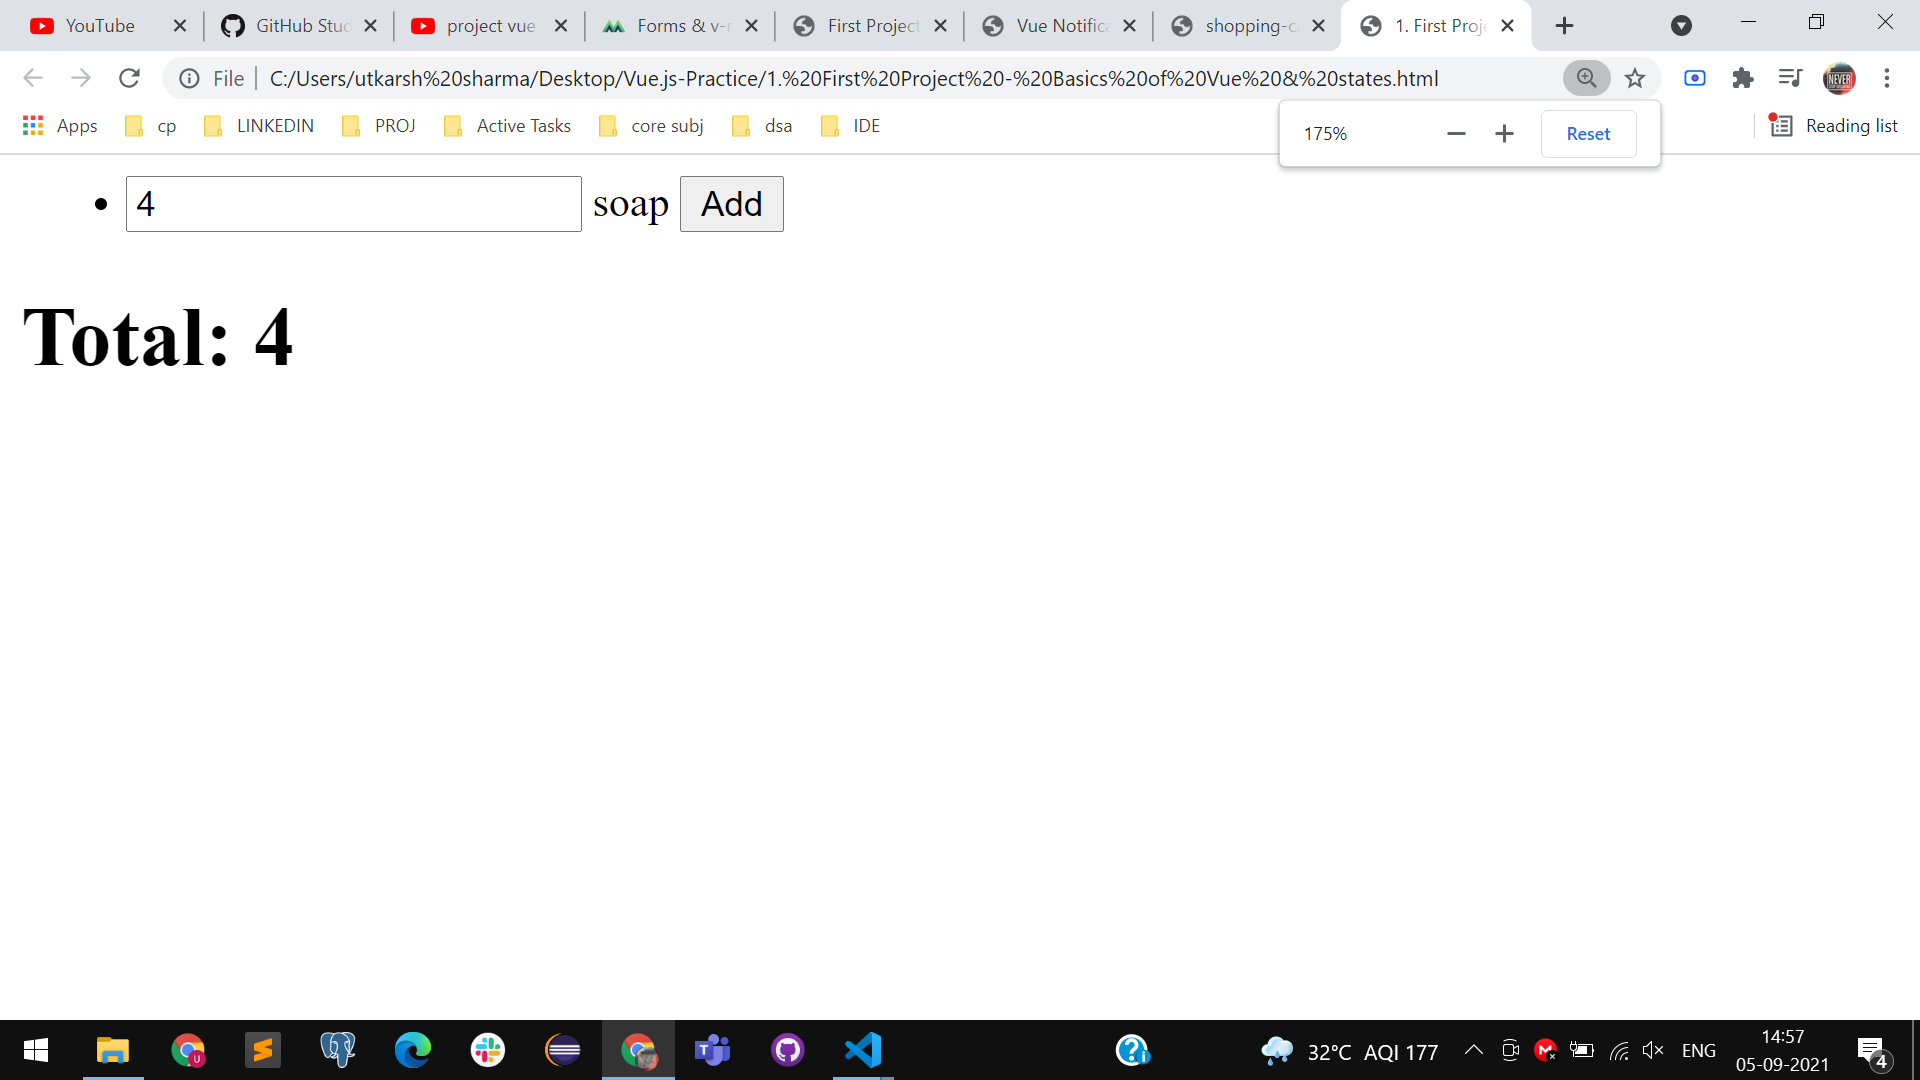 YouTube GitHub Stud project vue Forms & v-r First Project Vue Notifica shopping-c 1. First Proje
File C:/Users/utkarsh%20sharma/Desktop/Vue.js-Practice/1.%20First%20Project%20-%20Basics%20of%20Vue%20&%20states.html
Apps cp LINKEDIN PROJ Active Tasks core subj dsa IDE Reading list
175% Reset
4 soap Add
Total: 4
32°C AQI 177 ENG 14:57
05-09-2021 4